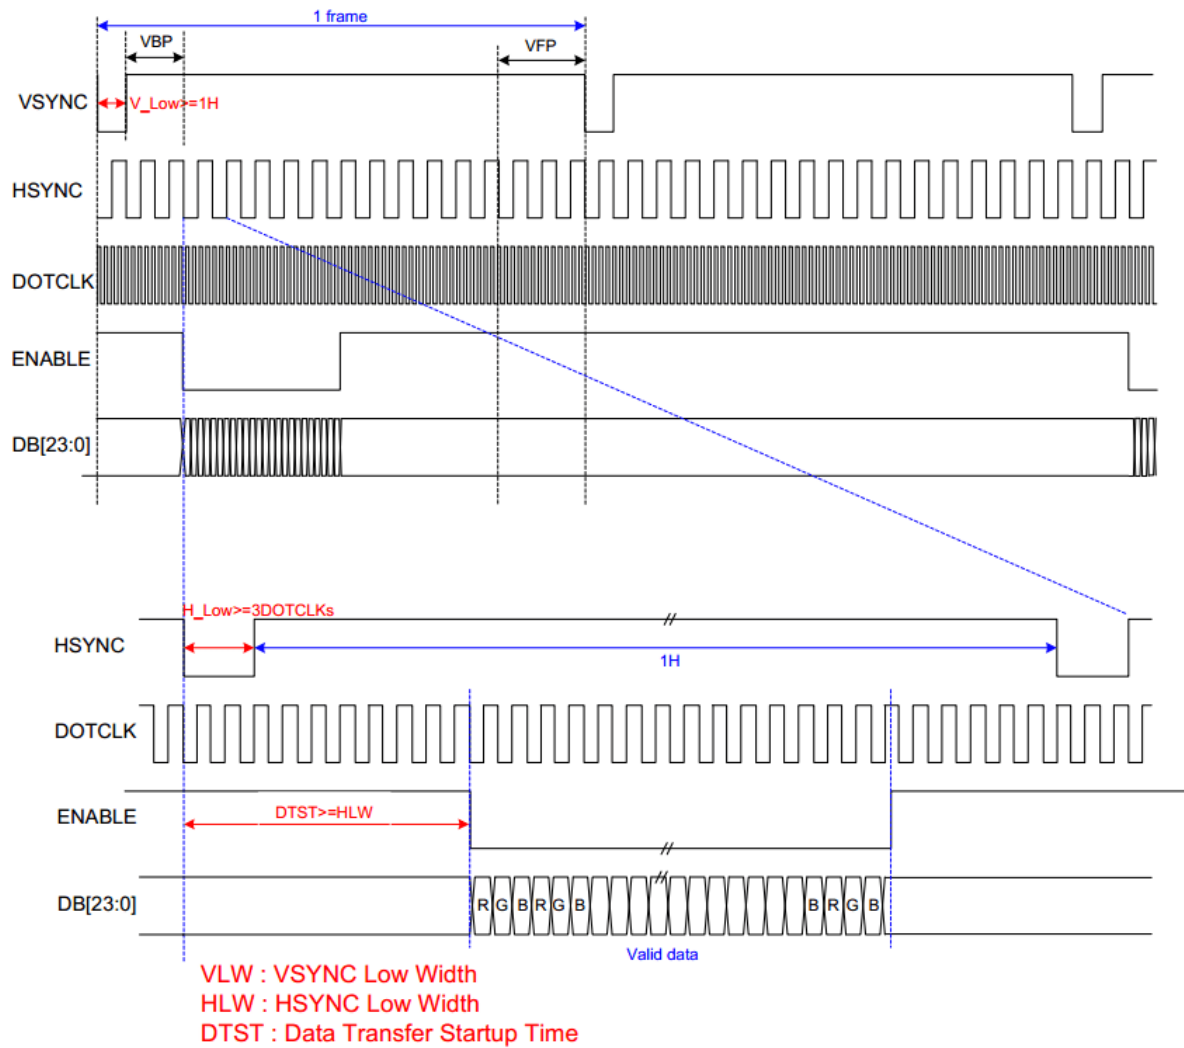 1 frame
VBP
VFP
VSYNC
V_Low>=1H
HSYNC
DOTCLK
ENABLE
DB[23:0]
H_Low>=3DOTCLKs
HSYNC
1H
DOTCLK
ENABLE
DTST>=HLW
DB[23:0]
R G B R G B B R G B
Valid data
VLW : VSYNC Low Width
HLW : HSYNC Low Width
DTST : Data Transfer Startup Time